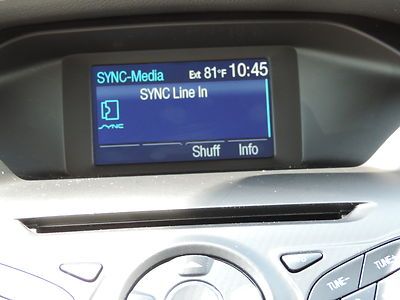 SYNC-Media Ext 81°F 10:45
SYNC Line In
SYNC
Shuff Info
TUNE- TUNE+